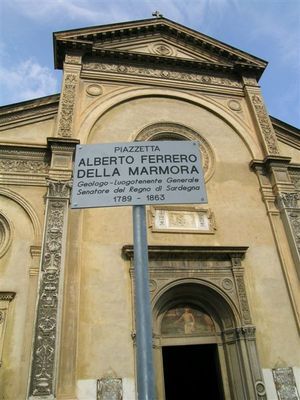 PIAZZETTA
ALBERTO FERRERO
DELLA MARMORA
Geologo-Luogotenente Generale
Senatore del Regno di Sardegna
1789 - 1863